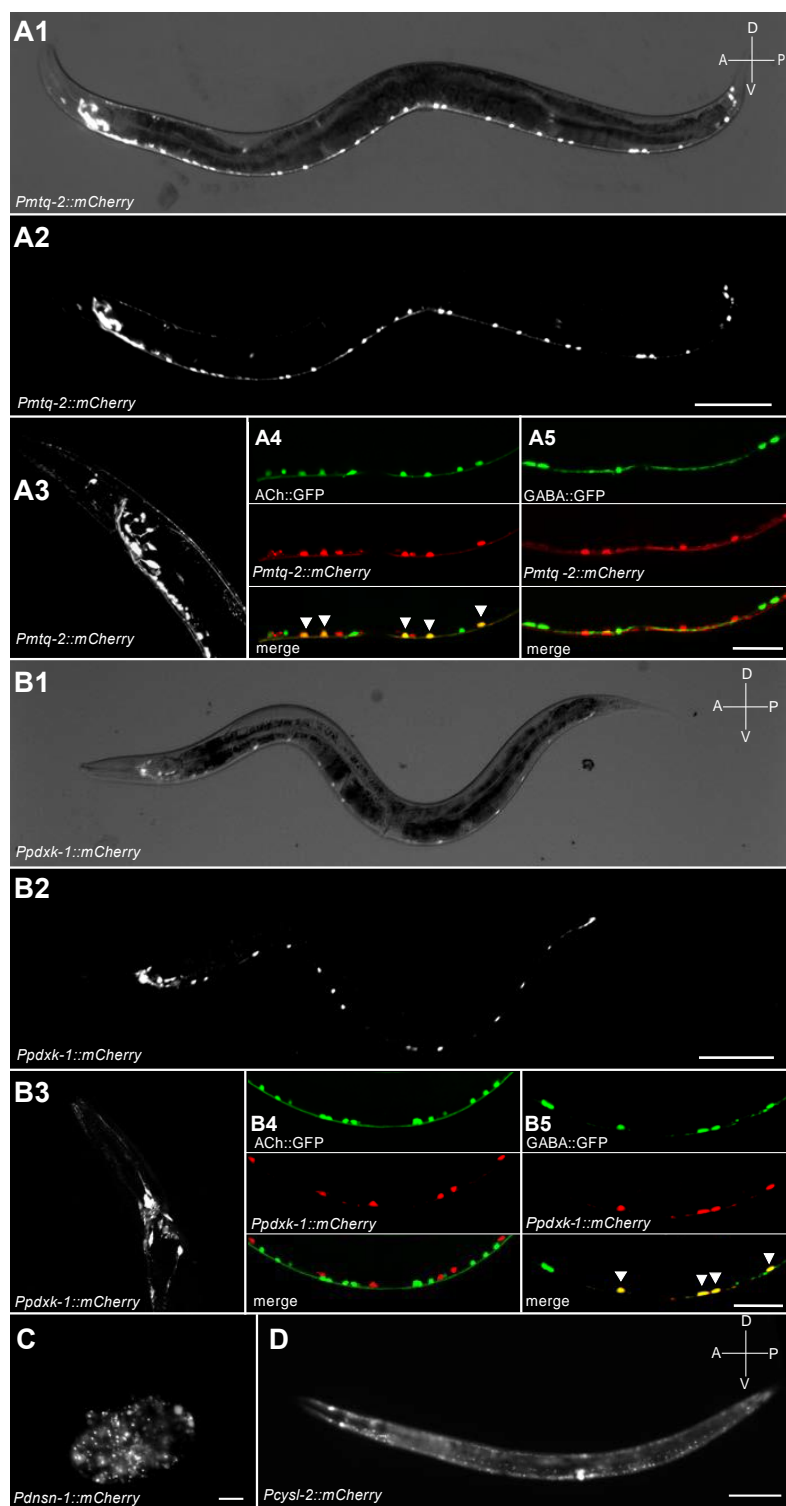 A1
D
A P
V
Pmtq-2::mCherry
A2
Pmtq-2::mCherry
A3
Pmtq-2::mCherry
A4
ACh::GFP
Pmtq-2::mCherry
merge
A5
GABA::GFP
Pmtq -2::mCherry
merge
B1
D
A P
V
Ppdxk-1::mCherry
B2
Ppdxk-1::mCherry
B3
Ppdxk-1::mCherry
B4
ACh::GFP
Ppdxk-1::mCherry
merge
B5
GABA::GFP
Ppdxk-1::mCherry
merge
C
Pdnsn-1::mCherry
D
D
A P
V
Pcysl-2::mCherry